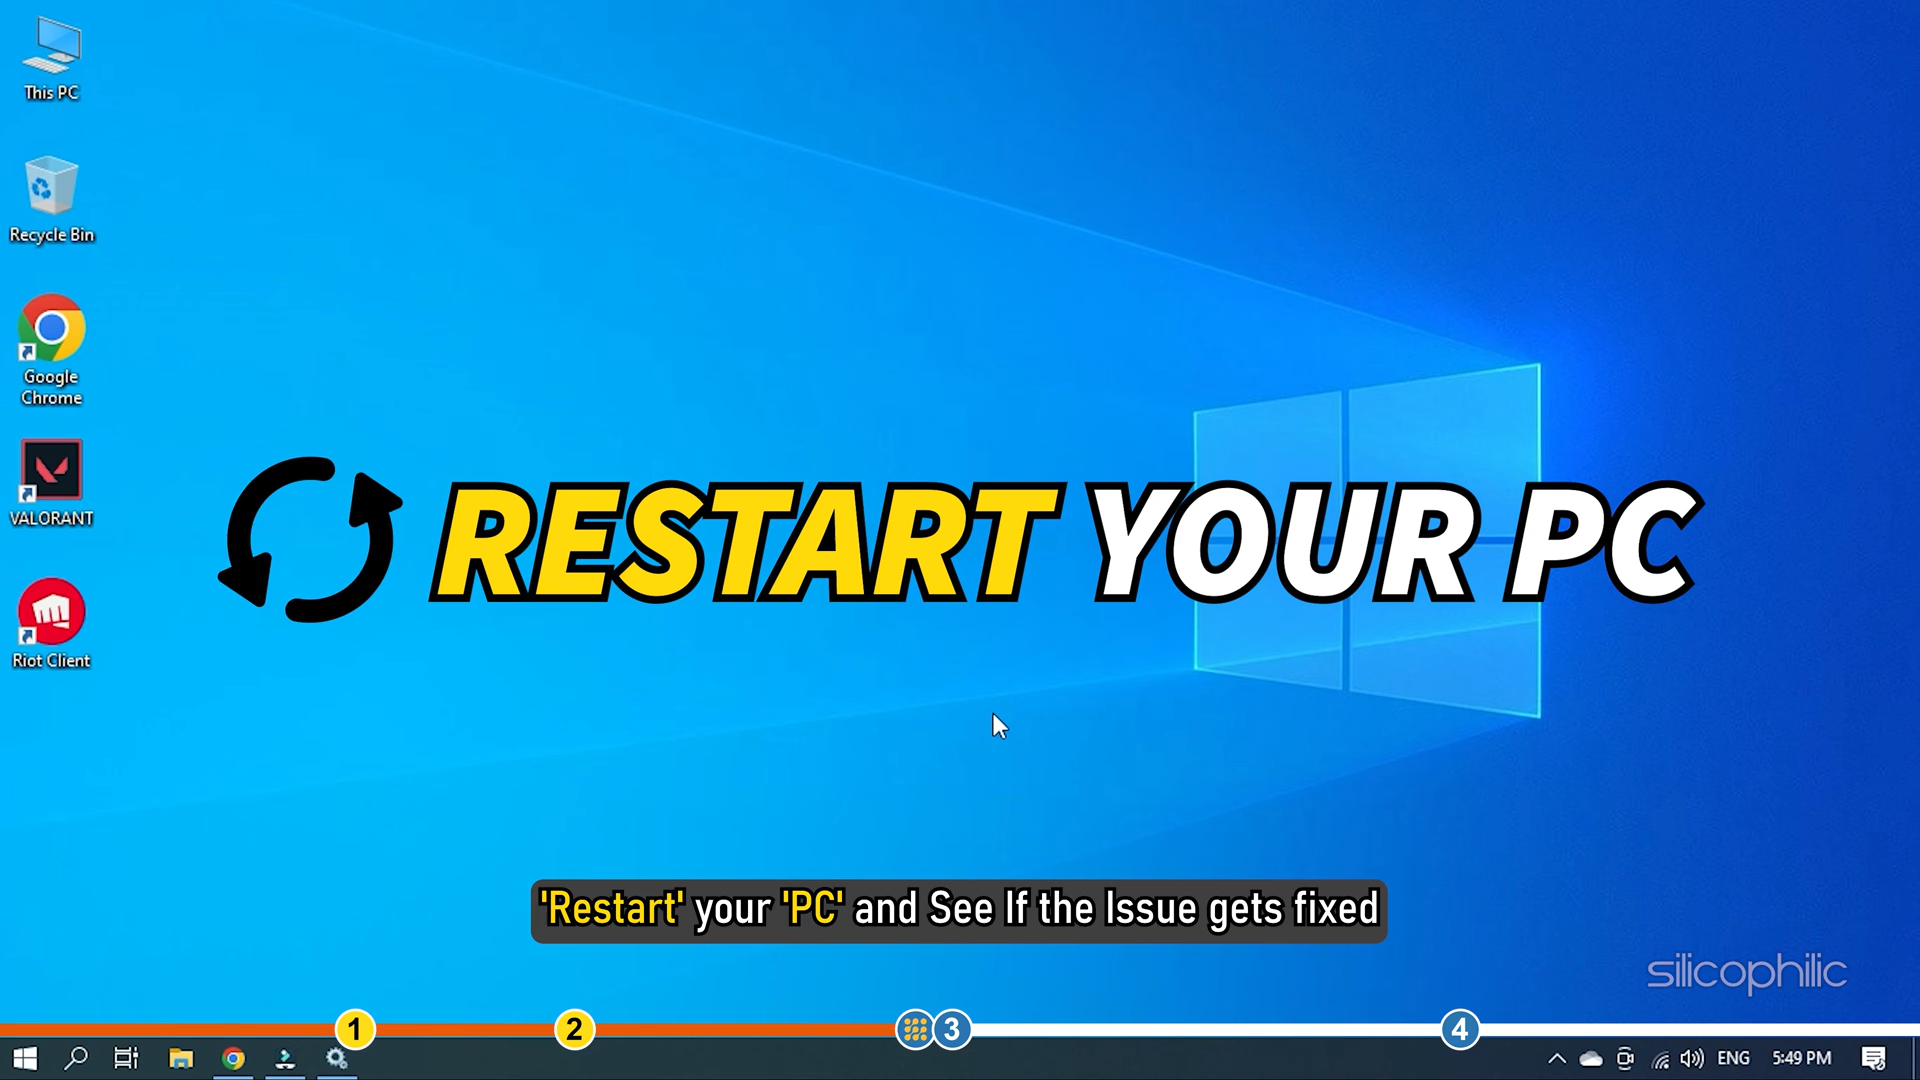 This PC
Recycle Bin
Google
Chrome
VALORANT
Riot Client
RESTART YOUR PC
'Restart' your 'PC' and See If the Issue gets fixed
silicophilic
1 2 3 4
ENG 5:49 PM